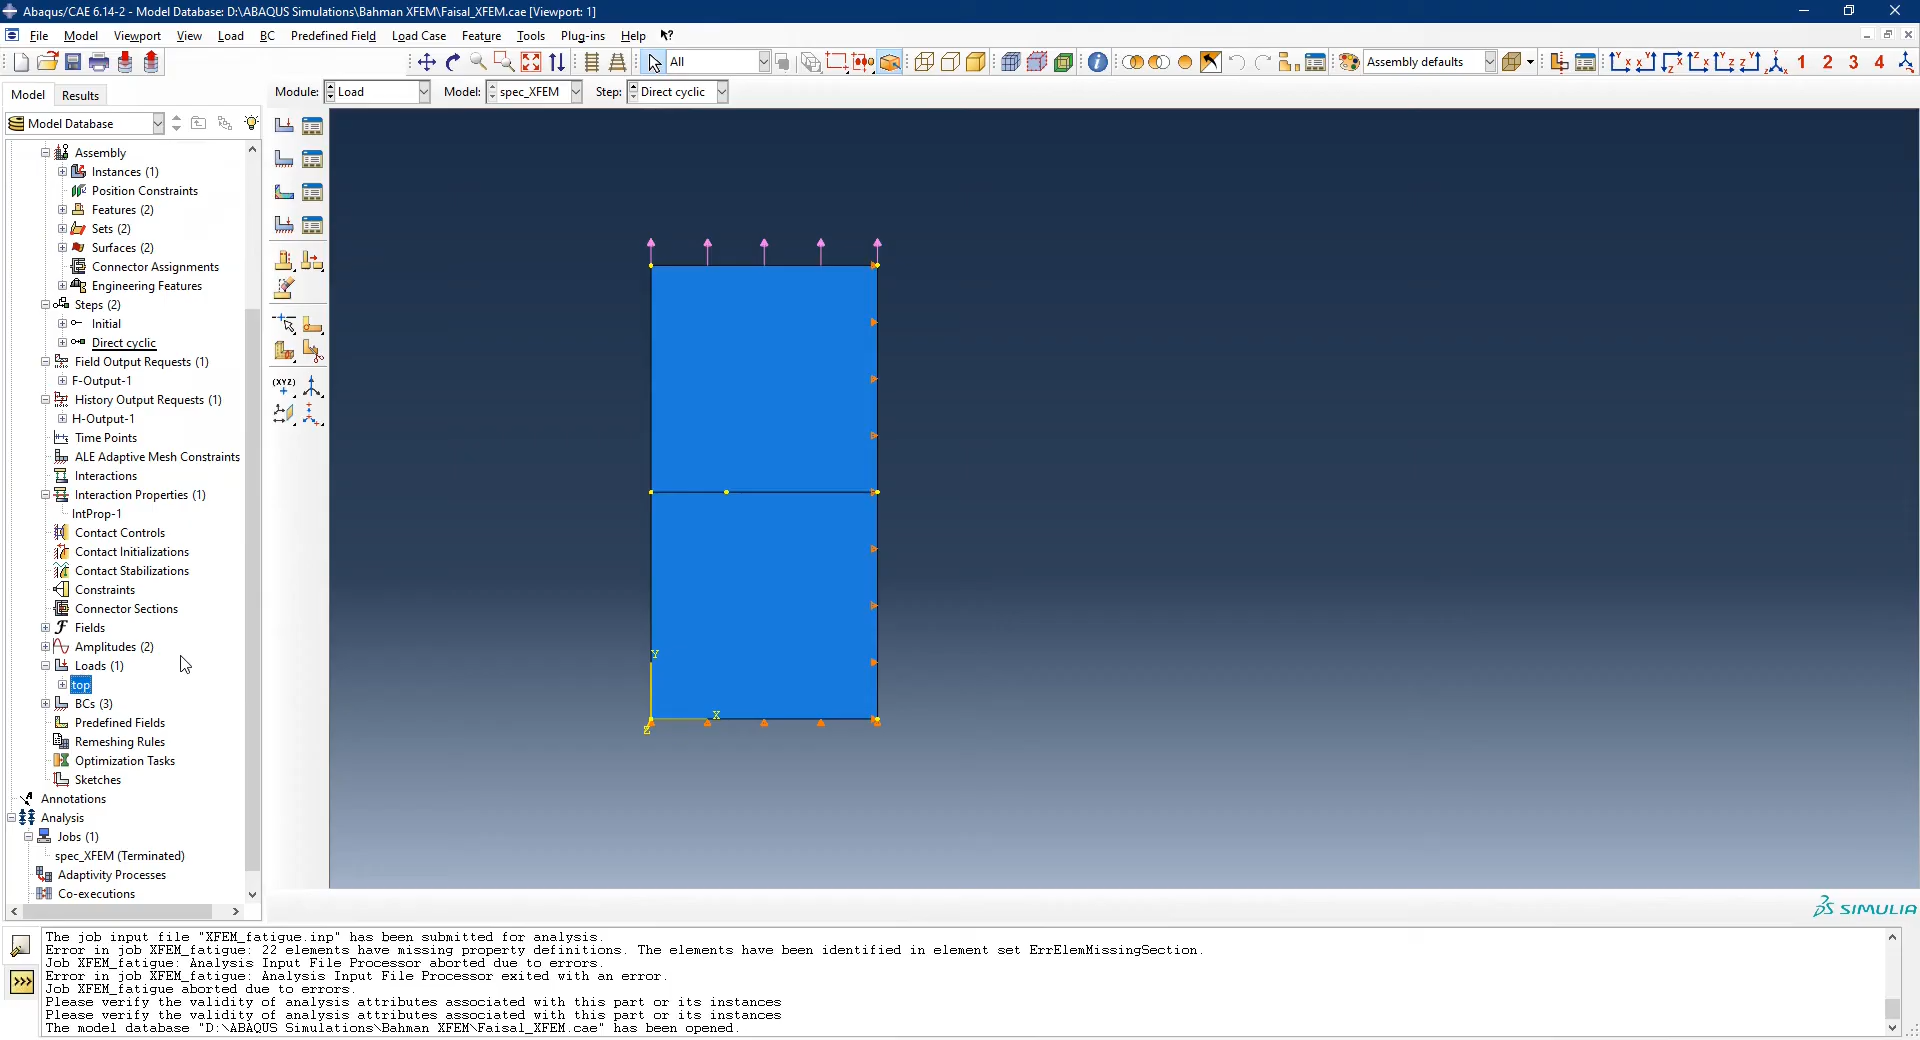 Abaqus/CAE 6.14-2 - Model Database: D:\ABAQUS Simulations\Bahman XFEM\Faisal_XFEM.cae [Viewport: 1]
File Model Viewport View Load BC Predefined Field Load Case Feature Tools Plug-ins Help
All Assembly defaults 1 2 3 4
Model Results Module: Load Model: spec_XFEM Step: Direct cyclic
Model Database
Assembly
Instances (1)
Position Constraints
Features (2)
Sets (2)
Surfaces (2)
Connector Assignments
Engineering Features
Steps (2)
Initial
Direct cyclic
Field Output Requests (1)
F-Output-1
History Output Requests (1)
H-Output-1
Time Points
ALE Adaptive Mesh Constraints
Interactions
Interaction Properties (1)
IntProp-1
Contact Controls
Contact Initializations
Contact Stabilizations
Constraints
Connector Sections
Fields
Amplitudes (2)
Loads (1)
top
BCs (3)
Predefined Fields
Remeshing Rules
Optimization Tasks
Sketches
Annotations
Analysis
Jobs (1)
spec_XFEM (Terminated)
Adaptivity Processes
Co-executions
(XYZ)
Y
X
Z
SIMULIA
The job input file "XFEM_fatigue.inp" has been submitted for analysis.
Error in job XFEM_fatigue: 22 elements have missing property definitions. The elements have been identified in element set ErrElemMissingSection.
Job XFEM_fatigue: Analysis Input File Processor aborted due to errors.
Error in job XFEM_fatigue: Analysis Input File Processor exited with an error.
Job XFEM_fatigue aborted due to errors.
Please verify the validity of analysis attributes associated with this part or its instances
Please verify the validity of analysis attributes associated with this part or its instances
The model database "D:\ABAQUS Simulations\Bahman XFEM\Faisal_XFEM.cae" has been opened.